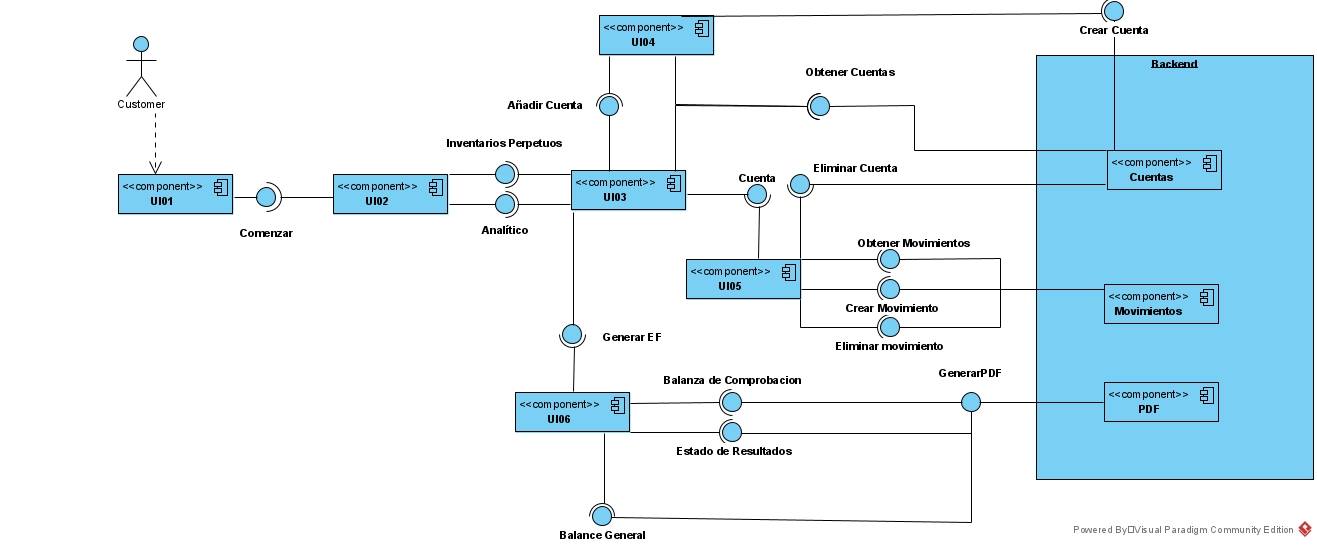 Customer
<<component>>
UI01
Comenzar
<<component>>
UI02
Inventarios Perpetuos
Analítico
<<component>>
UI03
Añadir Cuenta
<<component>>
UI04
Crear Cuenta
Obtener Cuentas
Backend
<<component>>
Cuentas
Cuenta
Eliminar Cuenta
<<component>>
UI05
Obtener Movimientos
Crear Movimiento
Eliminar movimiento
<<component>>
Movimientos
Generar EF
<<component>>
UI06
Balanza de Comprobacion
Estado de Resultados
Balance General
GenerarPDF
<<component>>
PDF
Powered By Visual Paradigm Community Edition